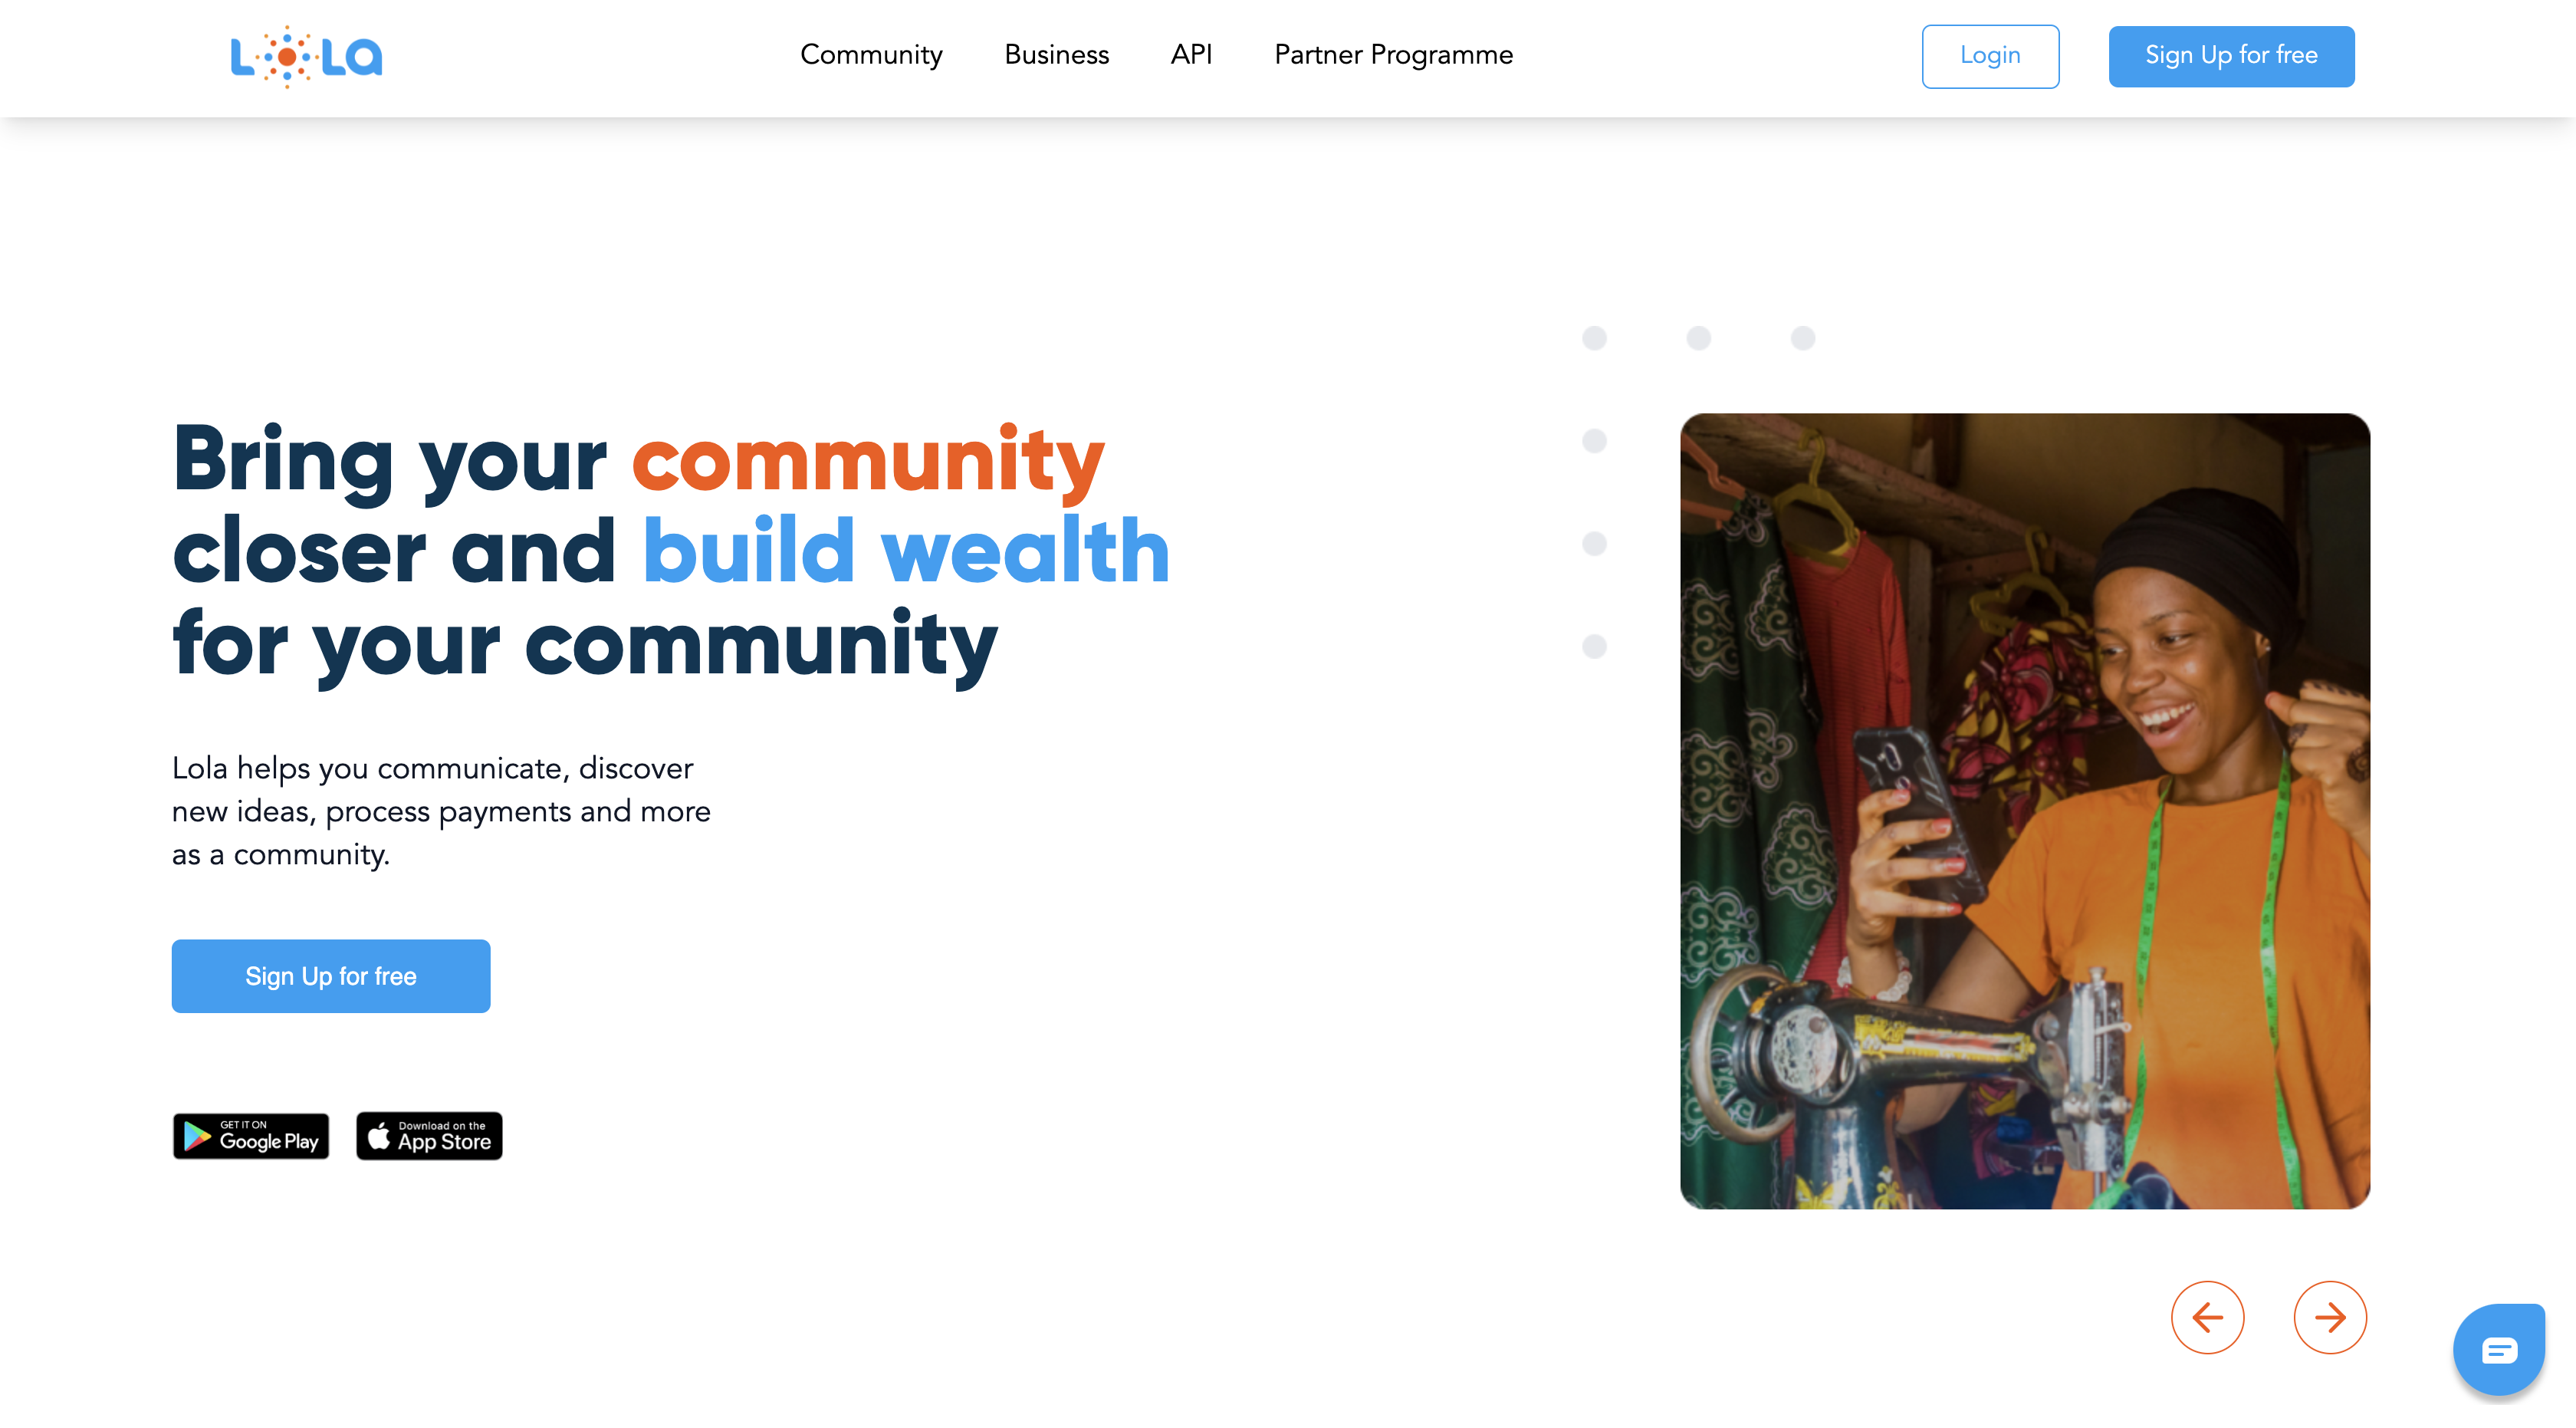 LOLa
Community
Business
API
Partner Programme
Login
Sign Up for free
Bring your community
closer and build wealth
for your community
Lola helps you communicate, discover
new ideas, process payments and more
as a community.
Sign Up for free
GET IT ON
Google Play
Download on the
App Store